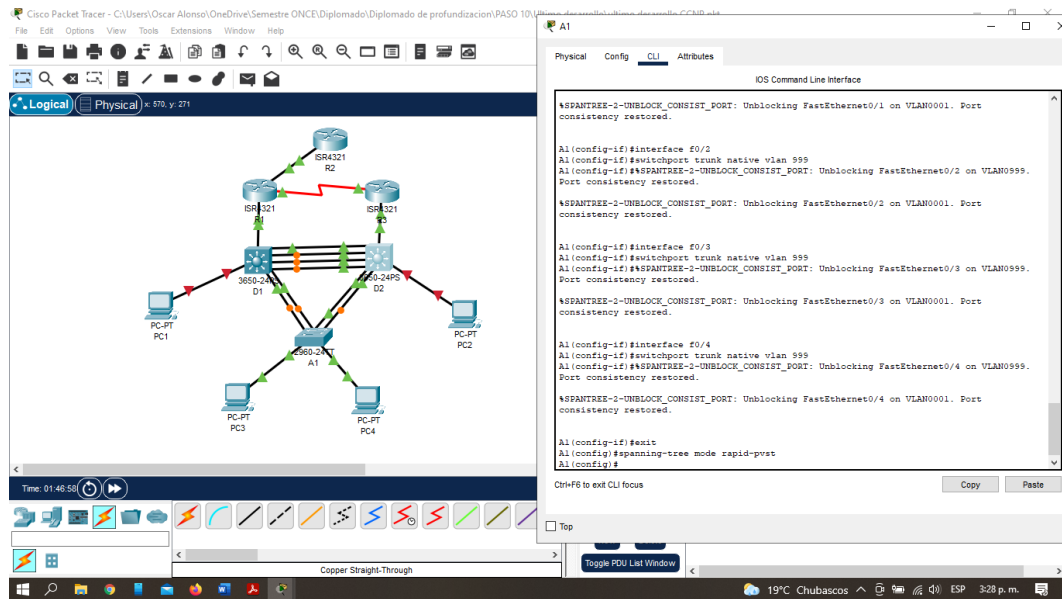 Cisco Packet Tracer - C:\Users\Oscar Alonso\OneDrive\Semestre ONCE\Diplomado\Diplomado de profundizacion\PASO 10\Ultimo desarrollo\ultimo desarrollo CCNP.pkt
File Edit Options View Tools Extensions Window Help
Logical Physical x: 570, y: 271
ISR4321
R2
ISR4321
R1
ISR4321
R3
3650-24PS
D1
3650-24PS
D2
PC-PT
PC1
PC-PT
PC2
2960-24TT
A1
PC-PT
PC3
PC-PT
PC4
Time: 01:46:58
Copper Straight-Through
Toggle PDU List Window
A1
Physical Config CLI Attributes
IOS Command Line Interface
%SPANTREE-2-UNBLOCK_CONSIST_PORT: Unblocking FastEthernet0/1 on VLAN0001. Port
consistency restored.
A1(config-if)#interface f0/2
A1(config-if)#switchport trunk native vlan 999
A1(config-if)#%SPANTREE-2-UNBLOCK_CONSIST_PORT: Unblocking FastEthernet0/2 on VLAN0999.
Port consistency restored.
%SPANTREE-2-UNBLOCK_CONSIST_PORT: Unblocking FastEthernet0/2 on VLAN0001. Port
consistency restored.
A1(config-if)#interface f0/3
A1(config-if)#switchport trunk native vlan 999
A1(config-if)#%SPANTREE-2-UNBLOCK_CONSIST_PORT: Unblocking FastEthernet0/3 on VLAN0999.
Port consistency restored.
%SPANTREE-2-UNBLOCK_CONSIST_PORT: Unblocking FastEthernet0/3 on VLAN0001. Port
consistency restored.
A1(config-if)#interface f0/4
A1(config-if)#switchport trunk native vlan 999
A1(config-if)#%SPANTREE-2-UNBLOCK_CONSIST_PORT: Unblocking FastEthernet0/4 on VLAN0999.
Port consistency restored.
%SPANTREE-2-UNBLOCK_CONSIST_PORT: Unblocking FastEthernet0/4 on VLAN0001. Port
consistency restored.
A1(config-if)#exit
A1(config)#spanning-tree mode rapid-pvst
A1(config)#
Ctrl+F6 to exit CLI focus
Copy Paste
Top
19°C Chubascos ESP 3:28 p. m.